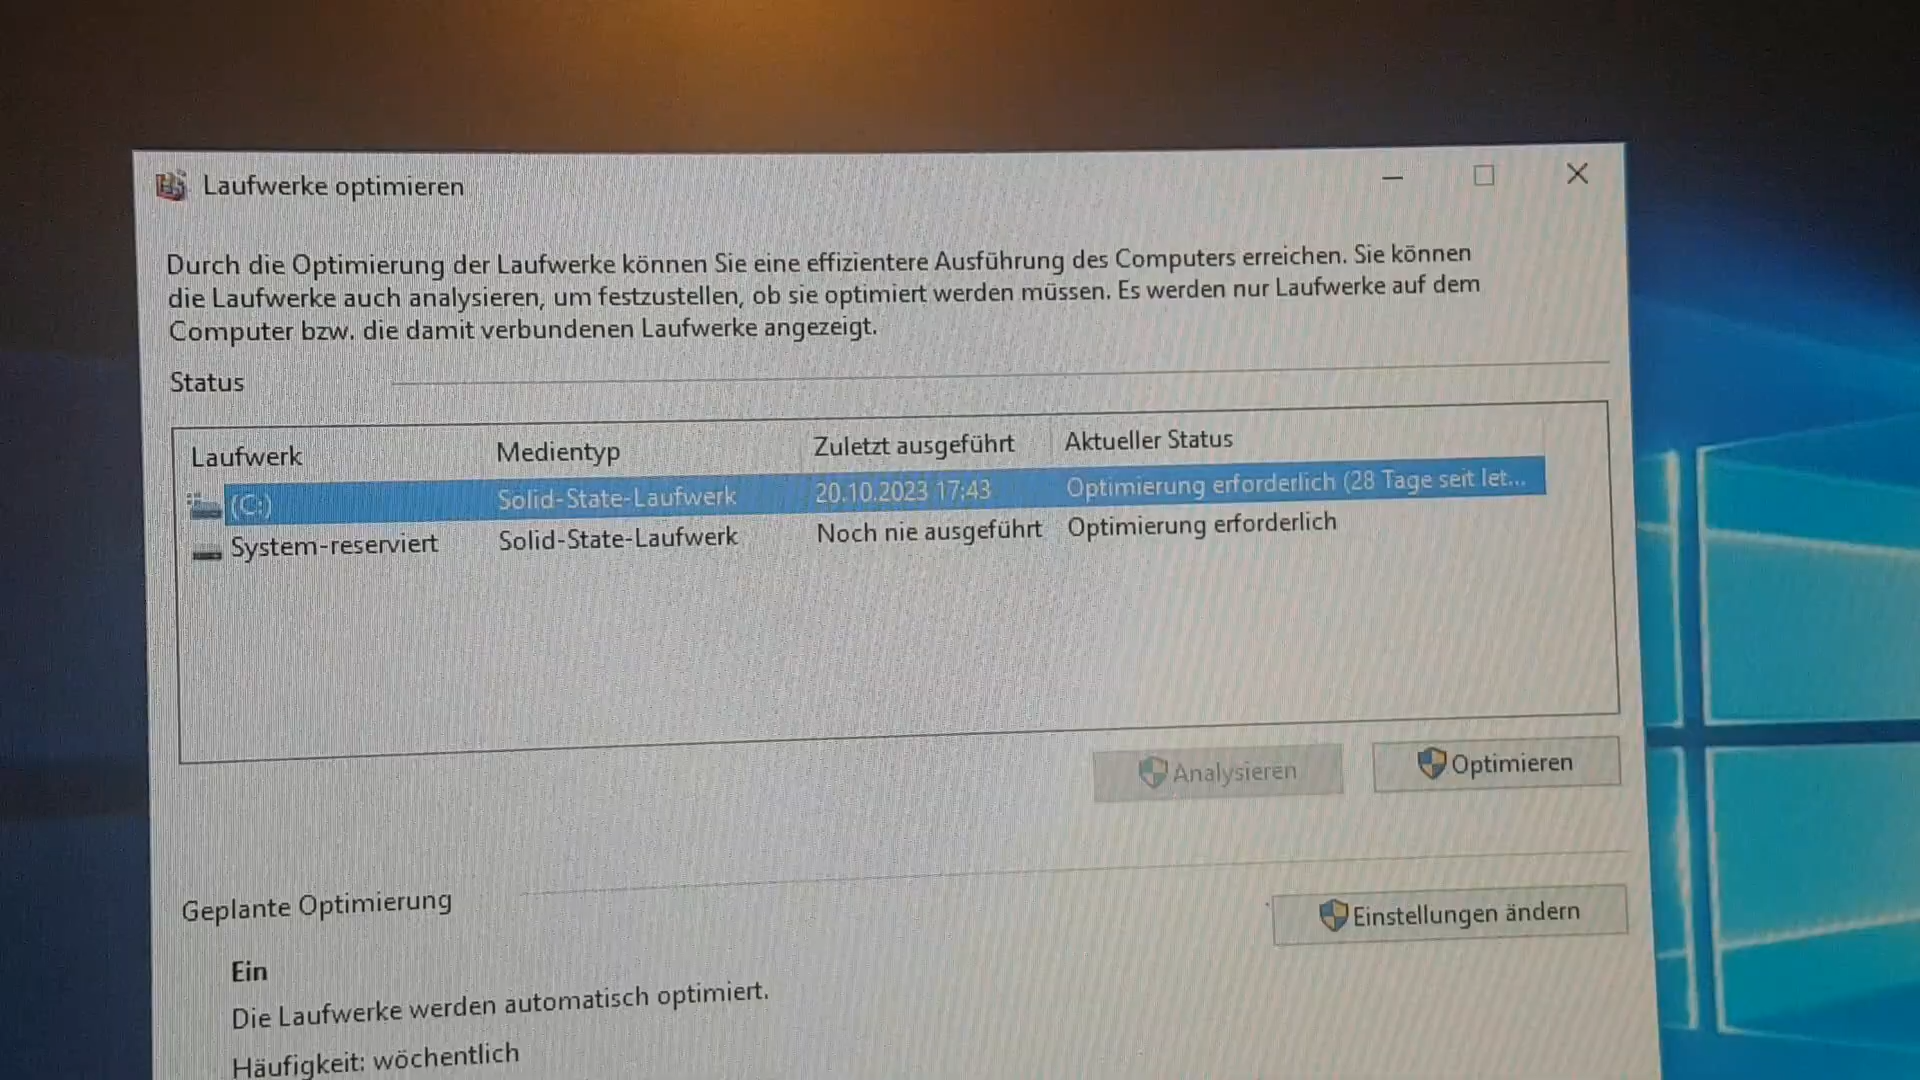 Laufwerke optimieren
Durch die Optimierung der Laufwerke können Sie eine effizientere Ausführung des Computers erreichen. Sie können
die Laufwerke auch analysieren, um festzustellen, ob sie optimiert werden müssen. Es werden nur Laufwerke auf dem
Computer bzw. die damit verbundenen Laufwerke angezeigt.
Status
Laufwerk Medientyp Zuletzt ausgeführt Aktueller Status
(C:) Solid-State-Laufwerk 20.10.2023 17:43 Optimierung erforderlich (28 Tage seit let...
System-reserviert Solid-State-Laufwerk Noch nie ausgeführt Optimierung erforderlich
Analysieren Optimieren
Geplante Optimierung Einstellungen ändern
Ein
Die Laufwerke werden automatisch optimiert.
Häufigkeit: wöchentlich